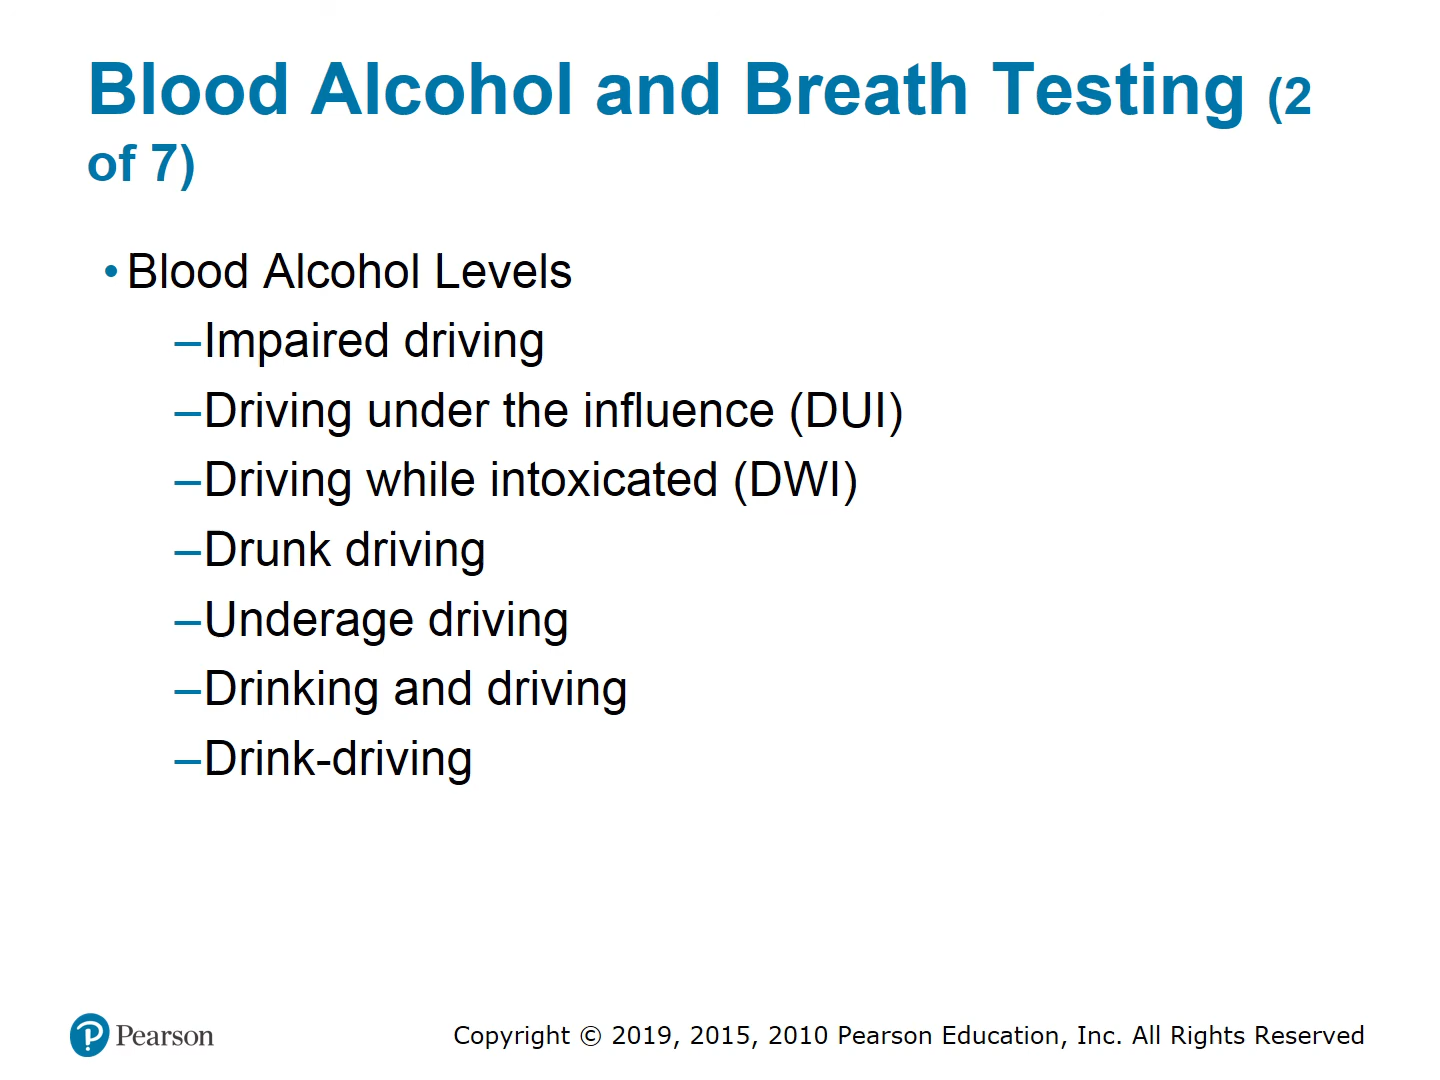 Blood Alcohol and Breath Testing (2
of 7)
• Blood Alcohol Levels
–Impaired driving
–Driving under the influence (DUI)
–Driving while intoxicated (DWI)
–Drunk driving
–Underage driving
–Drinking and driving
–Drink-driving
Pearson
Copyright © 2019, 2015, 2010 Pearson Education, Inc. All Rights Reserved